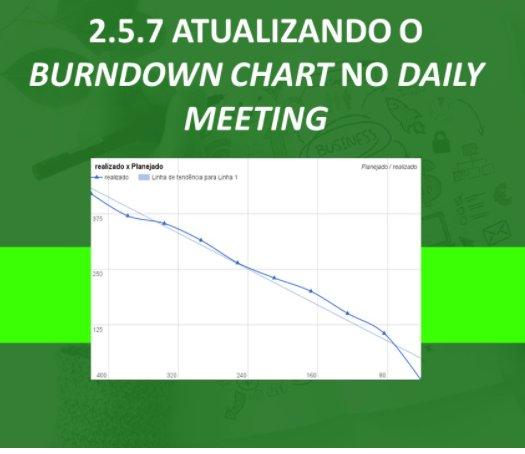 2.5.7 ATUALIZANDO O
BURNDOWN CHART NO DAILY
MEETING
BUSINESS
realizado x Planejado
Planejado / realizado
realizado
Linha de tendência para Linha 1
375
250
125
400
320
240
160
80